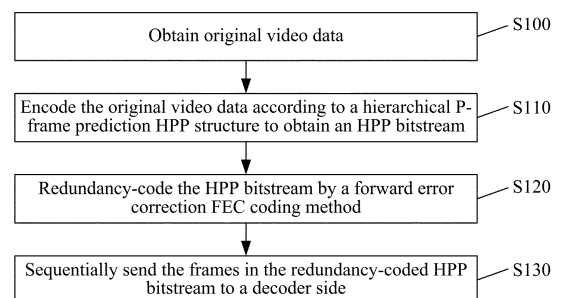 Obtain original video data
S100
Encode the original video data according to a hierarchical P-
frame prediction HPP structure to obtain an HPP bitstream
S110
Redundancy-code the HPP bitstream by a forward error
correction FEC coding method
S120
Sequentially send the frames in the redundancy-coded HPP
bitstream to a decoder side
S130